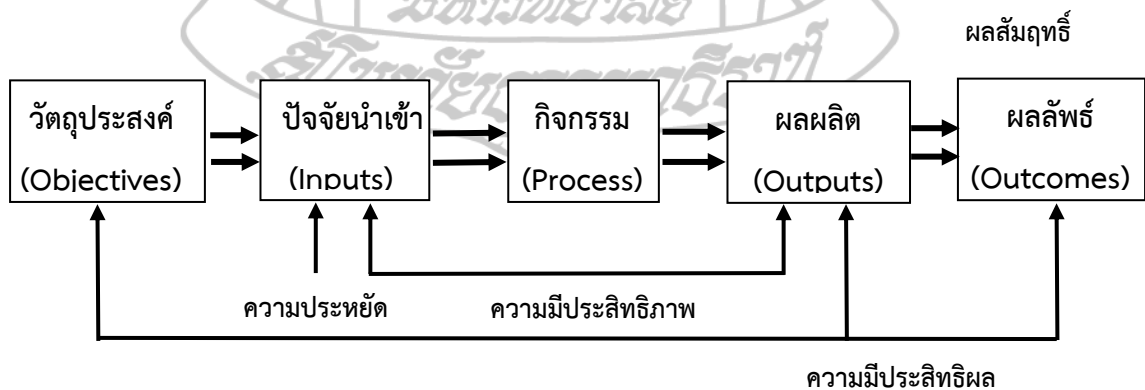 ผลสัมฤทธิ์
วัตถุประสงค์
(Objectives)
ปัจจัยนำเข้า
(Inputs)
กิจกรรม
(Process)
ผลผลิต
(Outputs)
ผลลัพธ์
(Outcomes)
ความประหยัด
ความมีประสิทธิภาพ
ความมีประสิทธิผล